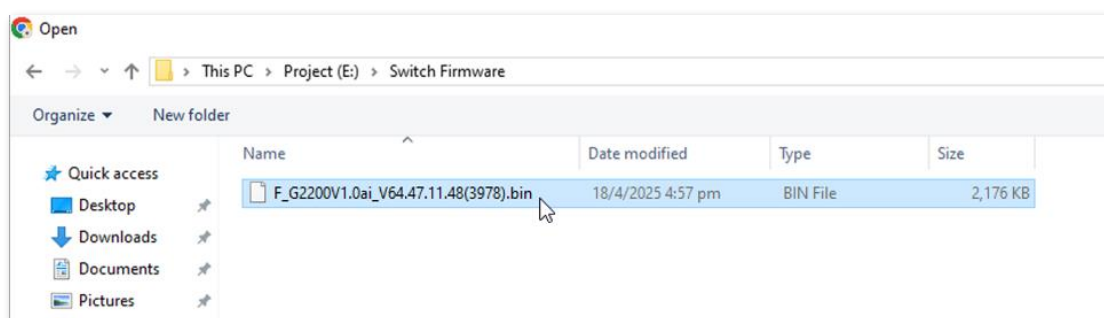 Open
This PC > Project (E:) > Switch Firmware
Organize New folder
Name Date modified Type Size
Quick access
F_G2200V1.0ai_V64.47.11.48(3978).bin 18/4/2025 4:57 pm BIN File 2,176 KB
Desktop
Downloads
Documents
Pictures